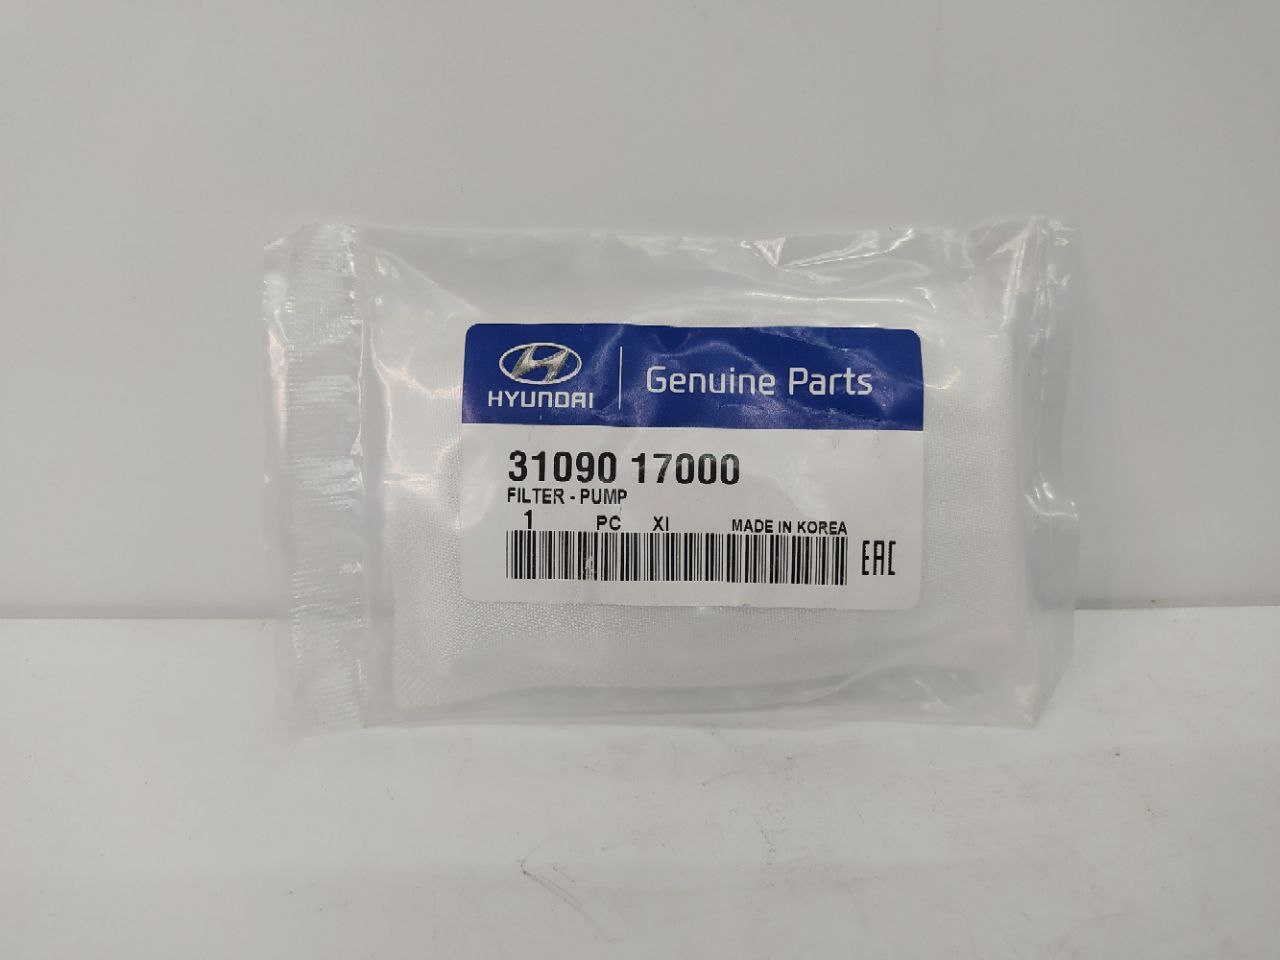 HYUNDAI
Genuine Parts
31090 17000
FILTER - PUMP
1 PC XI MADE IN KOREA
EAC